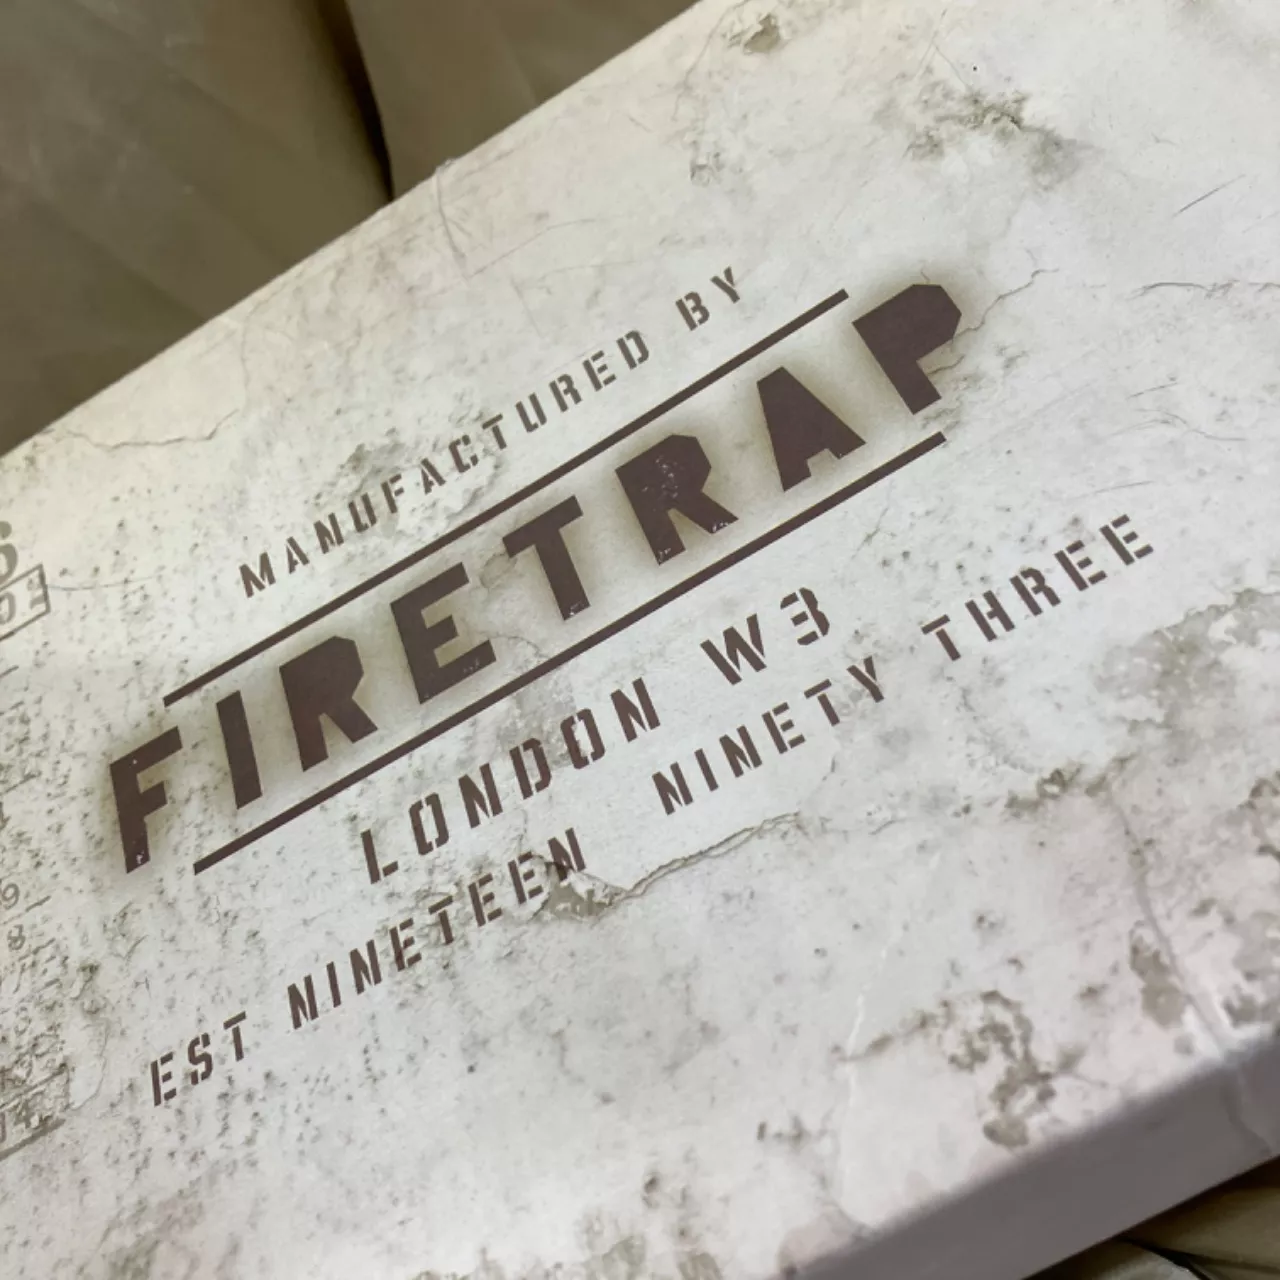 MANUFACTURED BY
FIRETRAP
LONDON W3
EST NINETEEN NINETY THREE